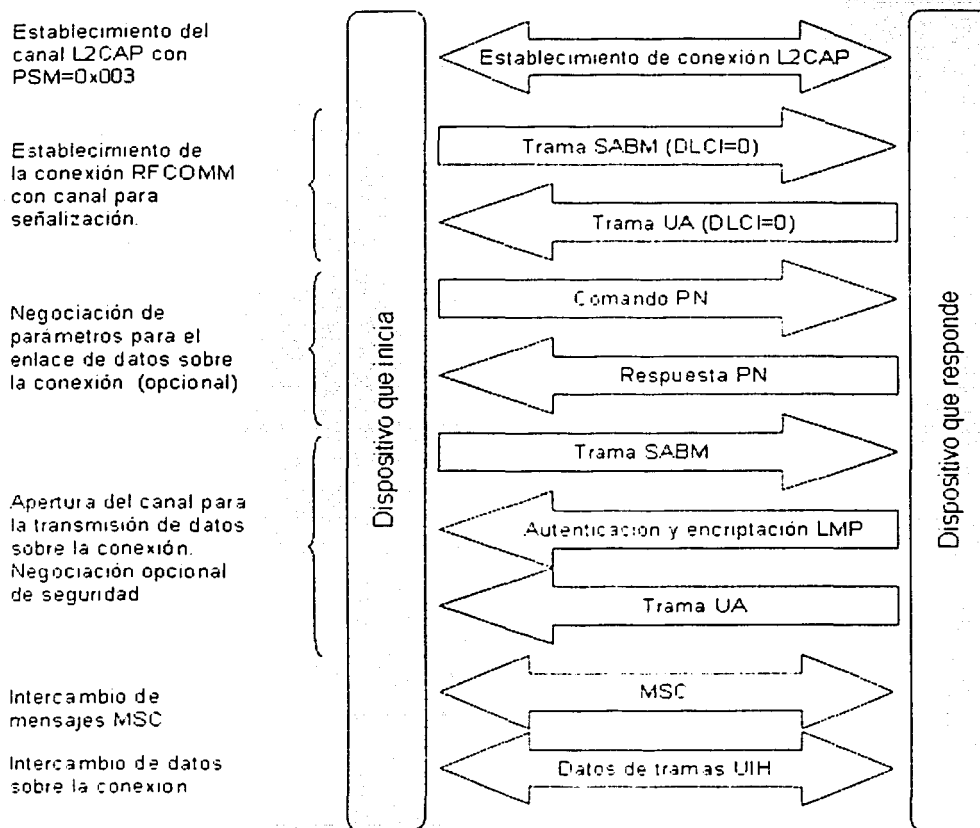 Establecimiento del
canal L2CAP con
PSM=0x003
Establecimiento de conexión L2CAP
Establecimiento de
la conexión RFCOMM
con canal para
señalización.
Trama SABM (DLCI=0)
Trama UA (DLCI=0)
Negociación de
parámetros para el
enlace de datos sobre
la conexión (opcional)
Comando PN
Respuesta PN
Apertura del canal para
la transmisión de datos
sobre la conexión.
Negociación opcional
de seguridad
Trama SABM
Autenticación y encriptación LMP
Trama UA
Intercambio de
mensajes MSC
MSC
Intercambio de datos
sobre la conexión
Datos de tramas UIH
Dispositivo que inicia
Dispositivo que responde